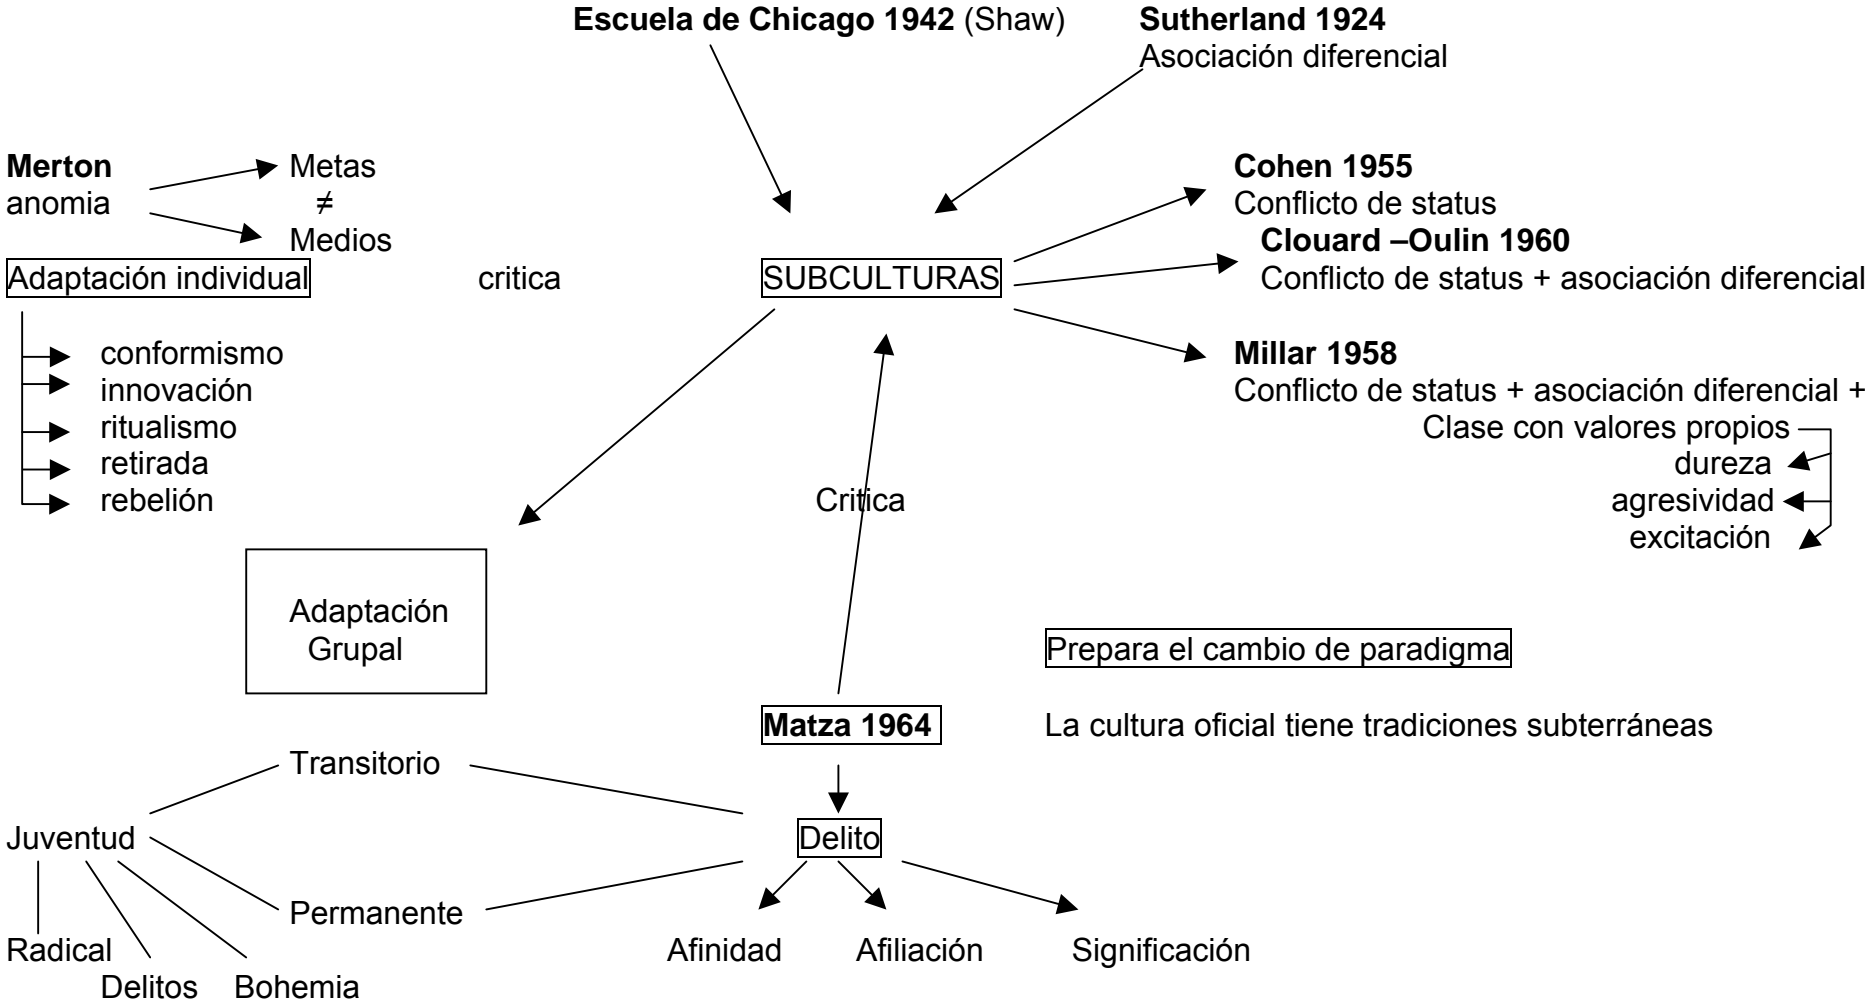 Escuela de Chicago 1942 (Shaw)
Sutherland 1924
Asociación diferencial
Merton
anomia
Metas
≠
Medios
Adaptación individual
critica
SUBCULTURAS
Cohen 1955
Conflicto de status
Clouard –Oulin 1960
Conflicto de status + asociación diferencial
conformismo
innovación
ritualismo
retirada
rebelión
Millar 1958
Conflicto de status + asociación diferencial +
Clase con valores propios
dureza
agresividad
excitación
Critica
Adaptación
Grupal
Prepara el cambio de paradigma
Matza 1964
La cultura oficial tiene tradiciones subterráneas
Transitorio
Juventud
Delito
Permanente
Radical
Delitos
Bohemia
Afinidad
Afiliación
Significación